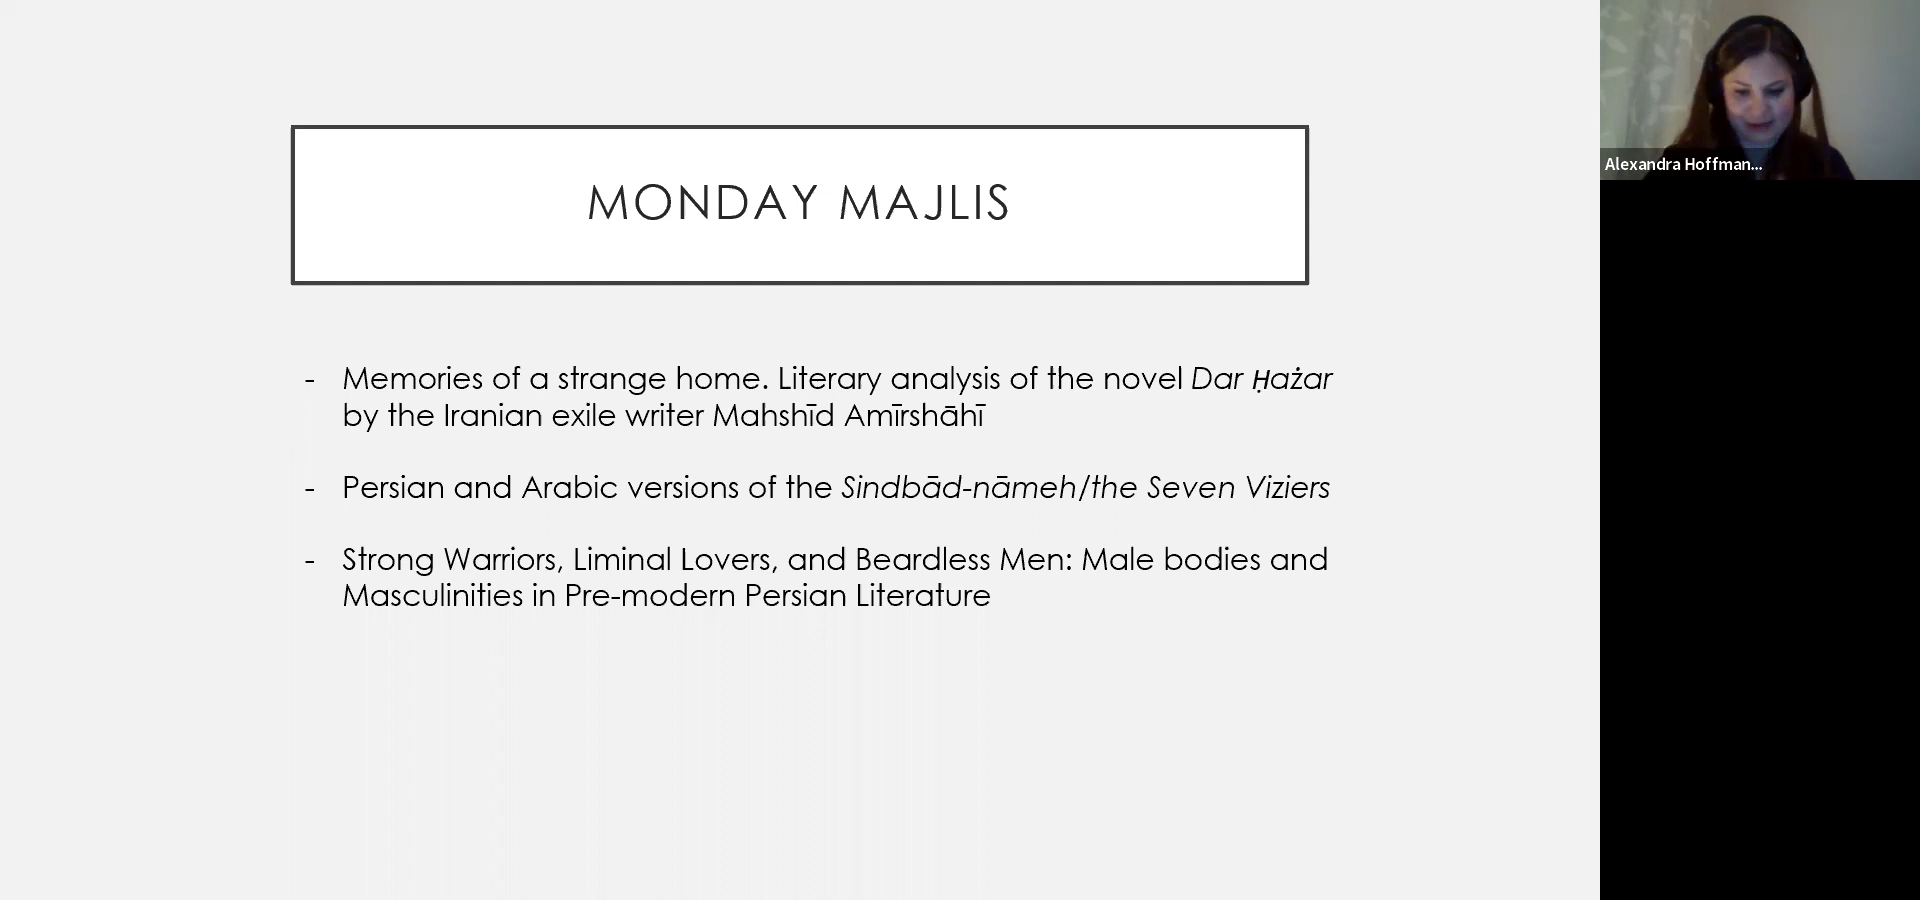 MONDAY MAJLIS
- Memories of a strange home. Literary analysis of the novel Dar Ḥażar
by the Iranian exile writer Mahshīd Amīrshāhī
- Persian and Arabic versions of the Sindbād-nāmeh/the Seven Viziers
- Strong Warriors, Liminal Lovers, and Beardless Men: Male bodies and
Masculinities in Pre-modern Persian Literature
Alexandra Hoffman...